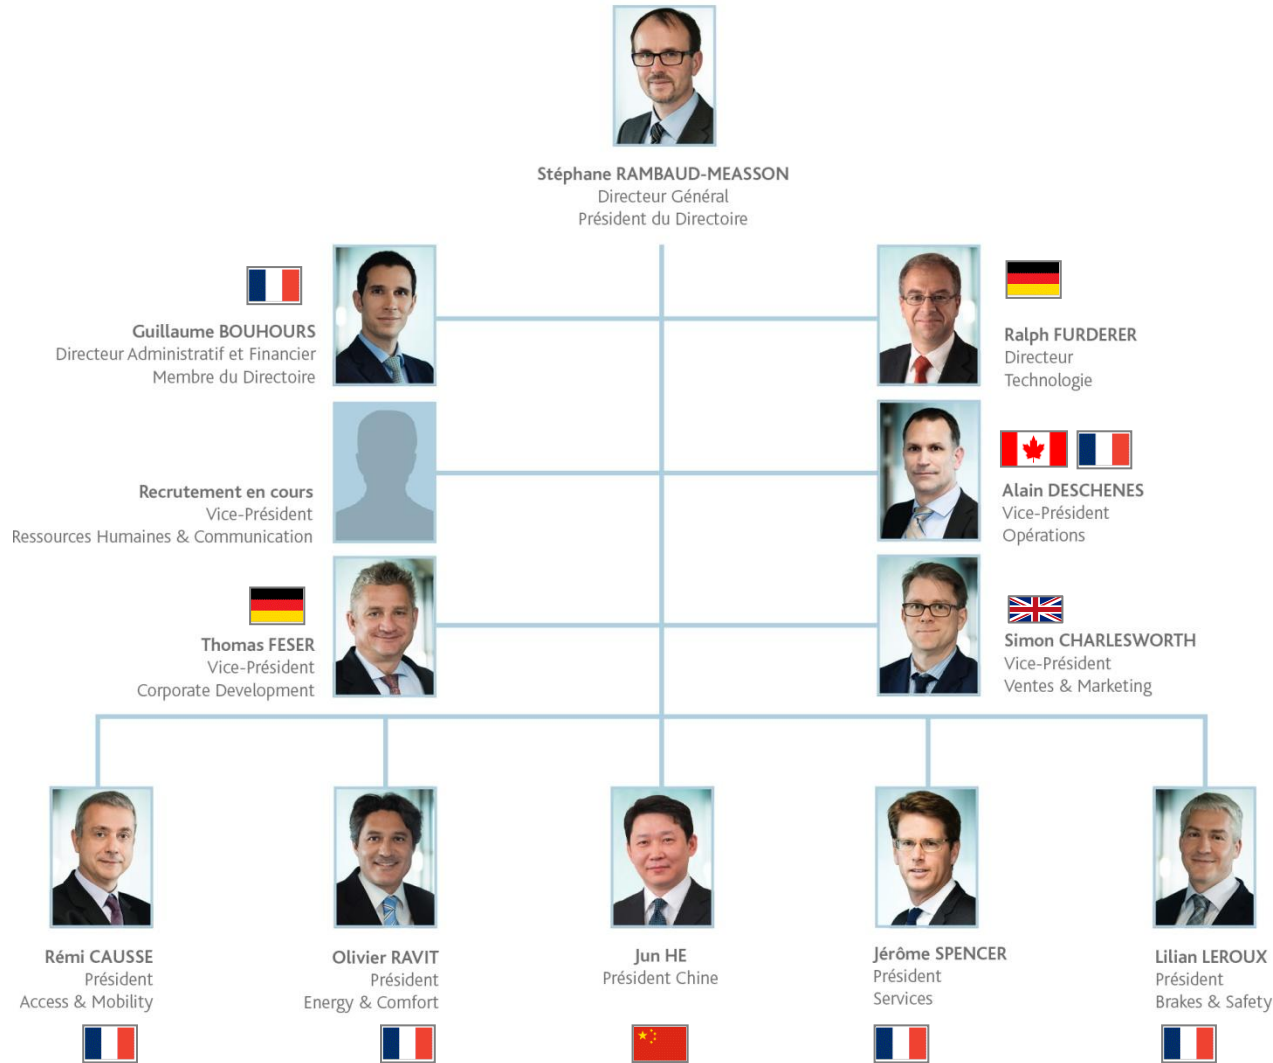 Stéphane RAMBAUD-MEASSON
Directeur Général
Président du Directoire
Guillaume BOUHOURS
Directeur Administratif et Financier
Membre du Directoire
Ralph FURDERER
Directeur
Technologie
Recrutement en cours
Vice-Président
Ressources Humaines & Communication
Alain DESCHENES
Vice-Président
Opérations
Thomas FESER
Vice-Président
Corporate Development
Simon CHARLESWORTH
Vice-Président
Ventes & Marketing
Rémi CAUSSE
Président
Access & Mobility
Olivier RAVIT
Président
Energy & Comfort
Jun HE
Président Chine
Jérôme SPENCER
Président
Services
Lilian LEROUX
Président
Brakes & Safety